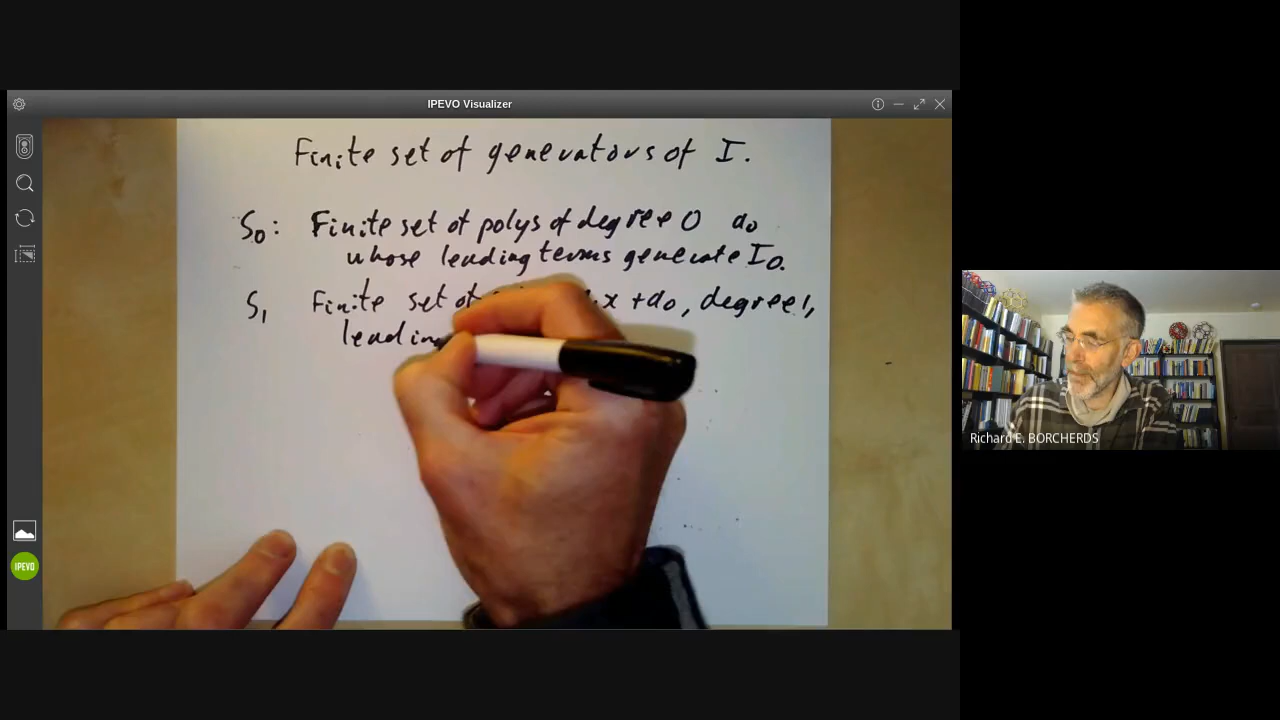 IPEVO Visualizer
Finite set of generators of I.
S₀: Finite set of polys of degree 0 a₀
whose leading terms generate I₀.
S₁ Finite set of x + a₀, degree 1,
leading
IPEVO
Richard E. BORCHERDS